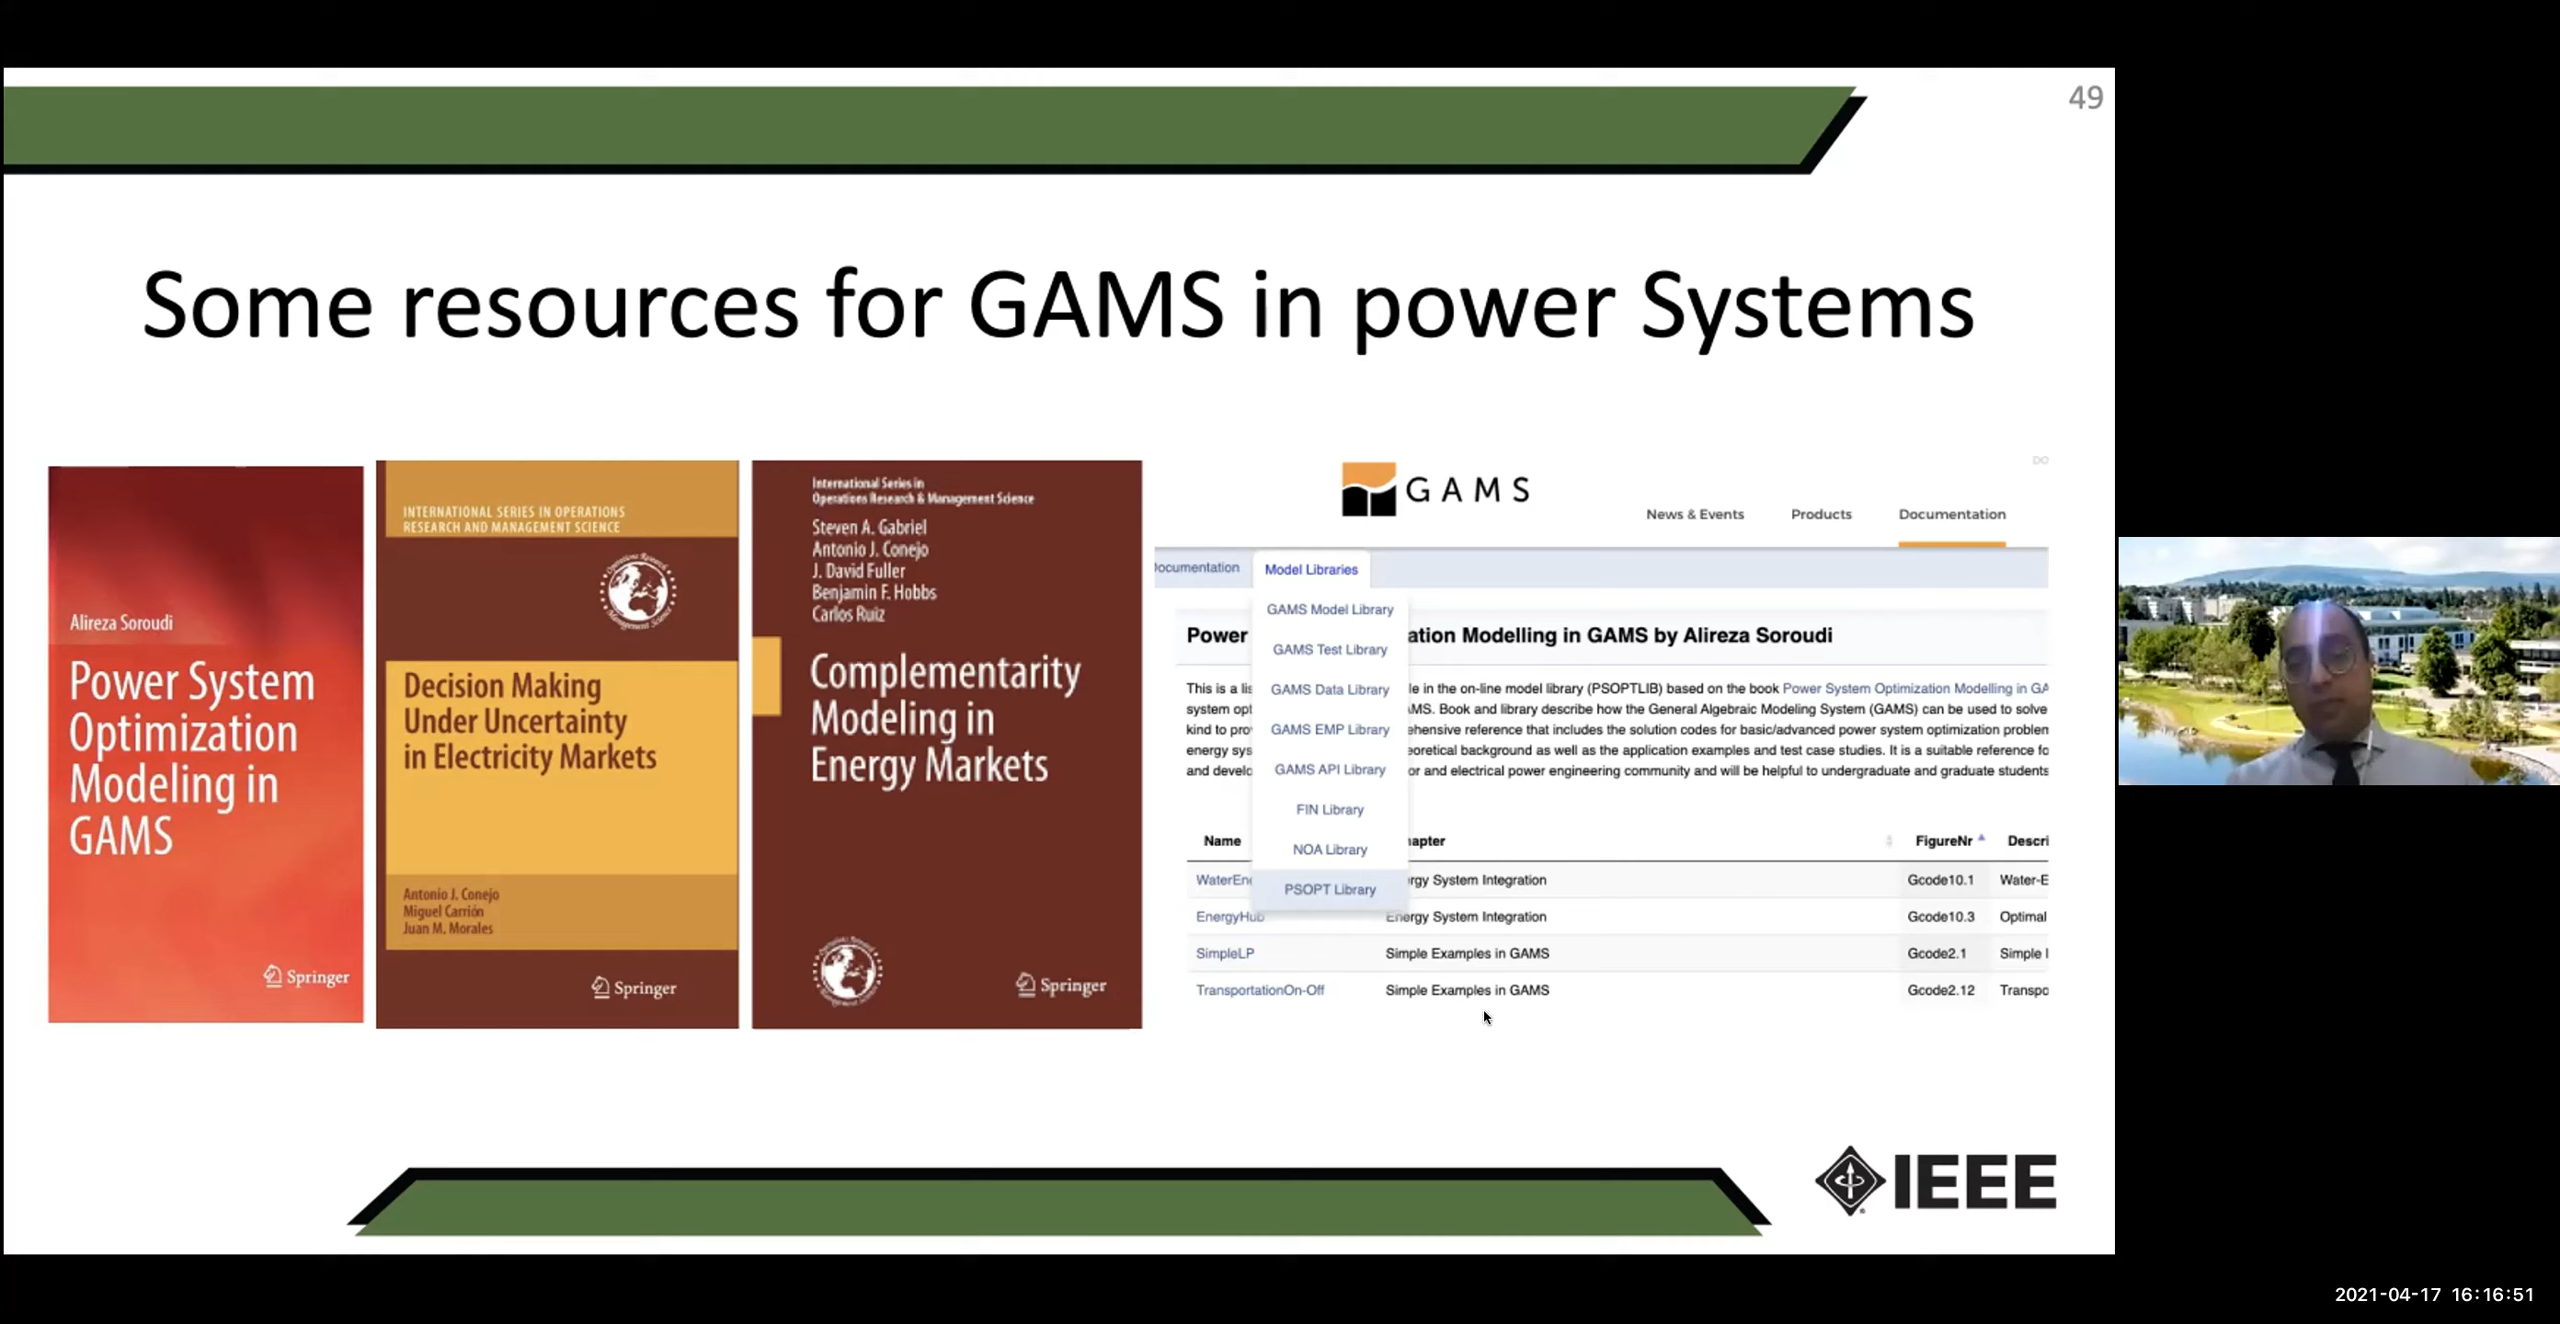 49
Some resources for GAMS in power Systems
Alireza Soroudi
Power System
Optimization
Modeling in
GAMS
Springer
INTERNATIONAL SERIES IN OPERATIONS
RESEARCH AND MANAGEMENT SCIENCE
Decision Making
Under Uncertainty
in Electricity Markets
Antonio J. Conejo
Miguel Carrión
Juan M. Morales
Springer
International Series in
Operations Research & Management Science
Steven A. Gabriel
Antonio J. Conejo
J. David Fuller
Benjamin F. Hobbs
Carlos Ruiz
Complementarity
Modeling in
Energy Markets
Springer
GAMS
DO
News & Events Products Documentation
ocumentation Model Libraries
GAMS Model Library
GAMS Test Library
GAMS Data Library
GAMS EMP Library
GAMS API Library
FIN Library
NOA Library
PSOPT Library
Power ation Modelling in GAMS by Alireza Soroudi
This is a lis le in the on-line model library (PSOPTLIB) based on the book Power System Optimization Modelling in GA
system opt MS. Book and library describe how the General Algebraic Modeling System (GAMS) can be used to solve
kind to pro ehensive reference that includes the solution codes for basic/advanced power system optimization problem
energy sys eoretical background as well as the application examples and test case studies. It is a suitable reference fo
and develo or and electrical power engineering community and will be helpful to undergraduate and graduate students
Name apter FigureNr Descri
WaterEne rgy System Integration Gcode10.1 Water-E
EnergyHub Energy System Integration Gcode10.3 Optimal
SimpleLP Simple Examples in GAMS Gcode2.1 Simple l
TransportationOn-Off Simple Examples in GAMS Gcode2.12 Transpo
IEEE
2021-04-17 16:16:51